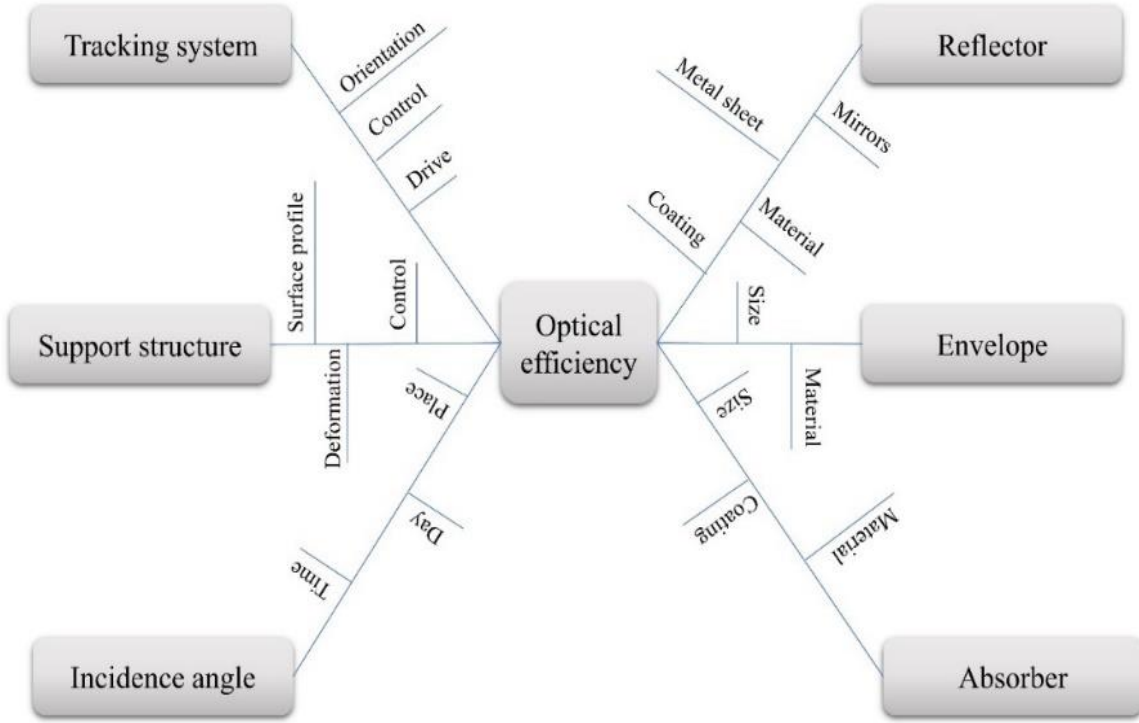 Tracking system
Orientation
Control
Drive
Reflector
Metal sheet
Mirrors
Coating
Material
Support structure
Surface profile
Control
Deformation
Optical
efficiency
Size
Material
Envelope
Place
Day
Time
Incidence angle
Size
Coating
Material
Absorber